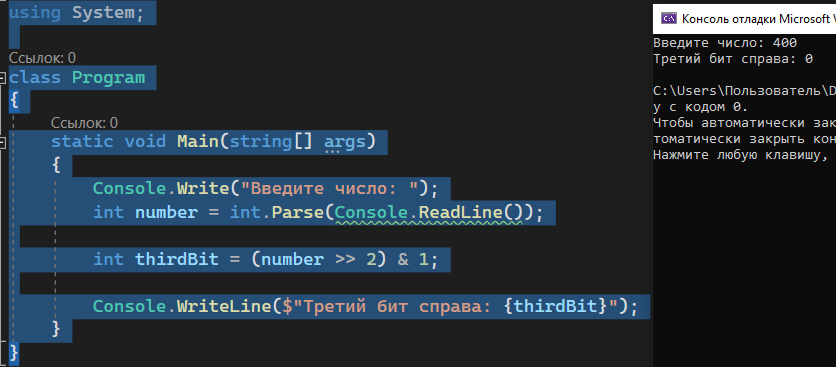 using System;
Ссылок: 0
class Program
{
Ссылок: 0
static void Main(string[] args)
{
Console.Write("Введите число: ");
int number = int.Parse(Console.ReadLine());
int thirdBit = (number >> 2) & 1;
Console.WriteLine($"Третий бит справа: {thirdBit}");
}
}
Консоль отладки Microsoft V
Введите число: 400
Третий бит справа: 0
C:\Users\Пользователь\D
у с кодом 0.
Чтобы автоматически зак
томатически закрыть кон
Нажмите любую клавишу,